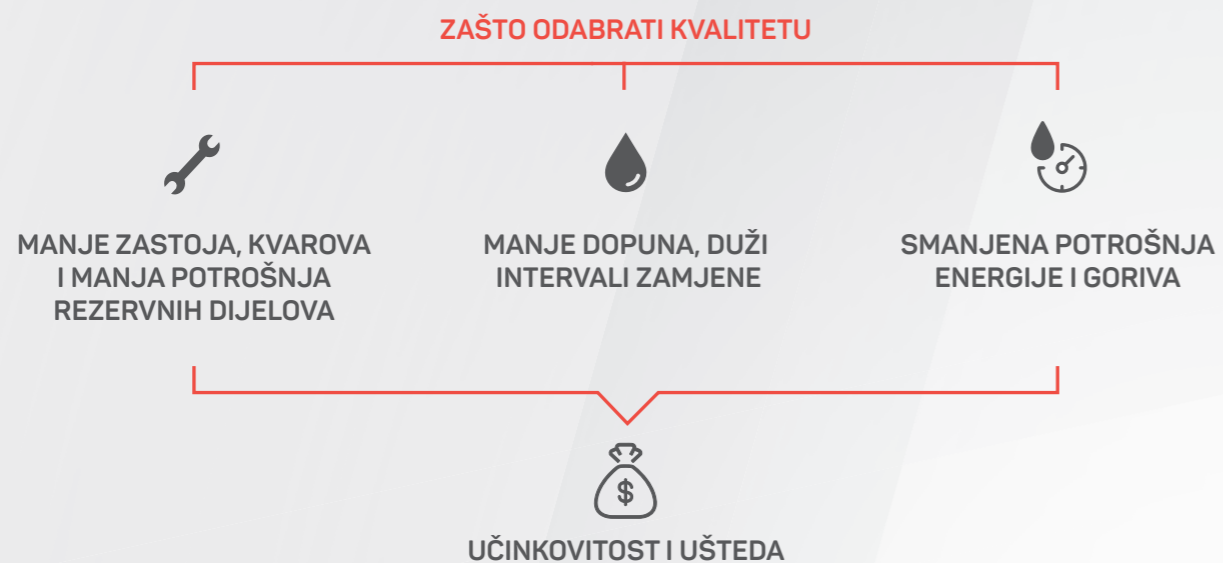 ZAŠTO ODABRATI KVALITETU
MANJE ZASTOJA, KVAROVA
I MANJA POTROŠNJA
REZERVNIH DIJELOVA
MANJE DOPUNA, DUŽI
INTERVALI ZAMJENE
SMANJENA POTROŠNJA
ENERGIJE I GORIVA
$
UČINKOVITOST I UŠTEDA